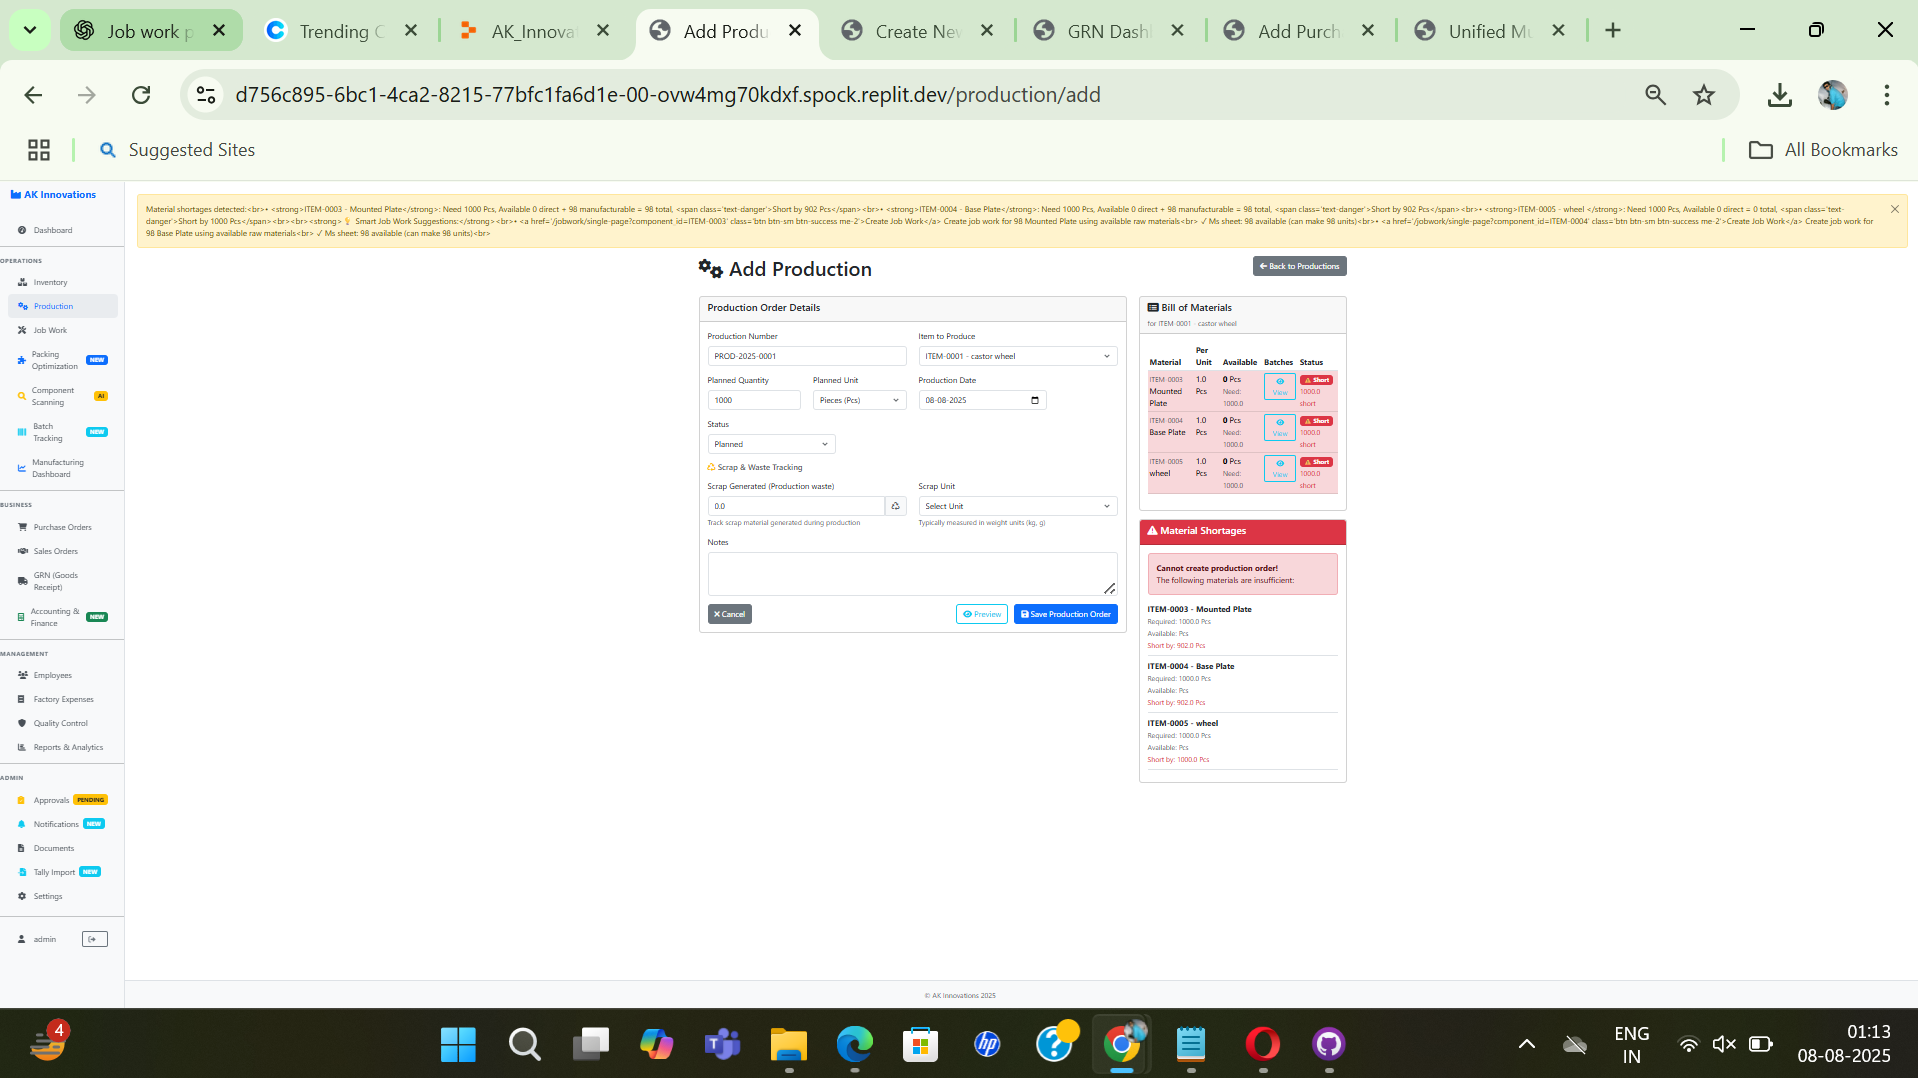 Job work p
Trending C
AK_Innova
Add Produ
Create New
GRN Dash
Add Purch
Unified Mu
d756c895-6bc1-4ca2-8215-77bfc1fa6d1e-00-ovw4mg70kdxf.spock.replit.dev/production/add
Suggested Sites
All Bookmarks
AK Innovations
Dashboard
OPERATIONS
Inventory
Production
Job Work
Packing
Optimization
NEW
Component
Scanning
AI
Batch
Tracking
NEW
Manufacturing
Dashboard
BUSINESS
Purchase Orders
Sales Orders
GRN (Goods
Receipt)
Accounting &
Finance
NEW
MANAGEMENT
Employees
Factory Expenses
Quality Control
Reports & Analytics
ADMIN
Approvals PENDING
Notifications NEW
Documents
Tally Import NEW
Settings
admin
Material shortages detected:<br>• <strong>ITEM-0003 - Mounted Plate</strong>: Need 1000 Pcs, Available 0 direct + 98 manufacturable = 98 total, <span class='text-danger'>Short by 902 Pcs</span><br>• <strong>ITEM-0004 - Base Plate</strong>: Need 1000 Pcs, Available 0 direct + 98 manufacturable = 98 total, <span class='text-danger'>Short by 902 Pcs</span><br>• <strong>ITEM-0005 - wheel </strong>: Need 1000 Pcs, Available 0 direct = 0 total, <span class='text-
danger'>Short by 1000 Pcs</span><br><br><strong>💡 Smart Job Work Suggestions:</strong><br>• <a href='/jobwork/single-page?component_id=ITEM-0003' class='btn btn-sm btn-success me-2'>Create Job Work</a> Create job work for 98 Mounted Plate using available raw materials<br> ✓ Ms sheet: 98 available (can make 98 units)<br>• <a href='/jobwork/single-page?component_id=ITEM-0004' class='btn btn-sm btn-success me-2'>Create Job Work</a> Create job work for
98 Base Plate using available raw materials<br> ✓ Ms sheet: 98 available (can make 98 units)<br>
Add Production
Back to Productions
Production Order Details
Production Number
PROD-2025-0001
Item to Produce
ITEM-0001 - castor wheel
Planned Quantity
1000
Planned Unit
Pieces (Pcs)
Production Date
08-08-2025
Status
Planned
Scrap & Waste Tracking
Scrap Generated (Production waste)
0.0
Track scrap material generated during production
Scrap Unit
Select Unit
Typically measured in weight units (kg, g)
Notes
Cancel
Preview
Save Production Order
Bill of Materials
for ITEM-0001 - castor wheel
Material Per Unit Available Batches Status
ITEM-0003 1.0 0 Pcs View Short
Mounted Pcs Need: 1000.0
Plate 1000.0 short
ITEM-0004 1.0 0 Pcs View Short
Base Plate Pcs Need: 1000.0
1000.0 short
ITEM-0005 1.0 0 Pcs View Short
wheel Pcs Need: 1000.0
1000.0 short
Material Shortages
Cannot create production order!
The following materials are insufficient:
ITEM-0003 - Mounted Plate
Required: 1000.0 Pcs
Available: Pcs
Short by: 902.0 Pcs
ITEM-0004 - Base Plate
Required: 1000.0 Pcs
Available: Pcs
Short by: 902.0 Pcs
ITEM-0005 - wheel
Required: 1000.0 Pcs
Available: Pcs
Short by: 1000.0 Pcs
© AK Innovations 2025
4
hp
ENG
IN
01:13
08-08-2025